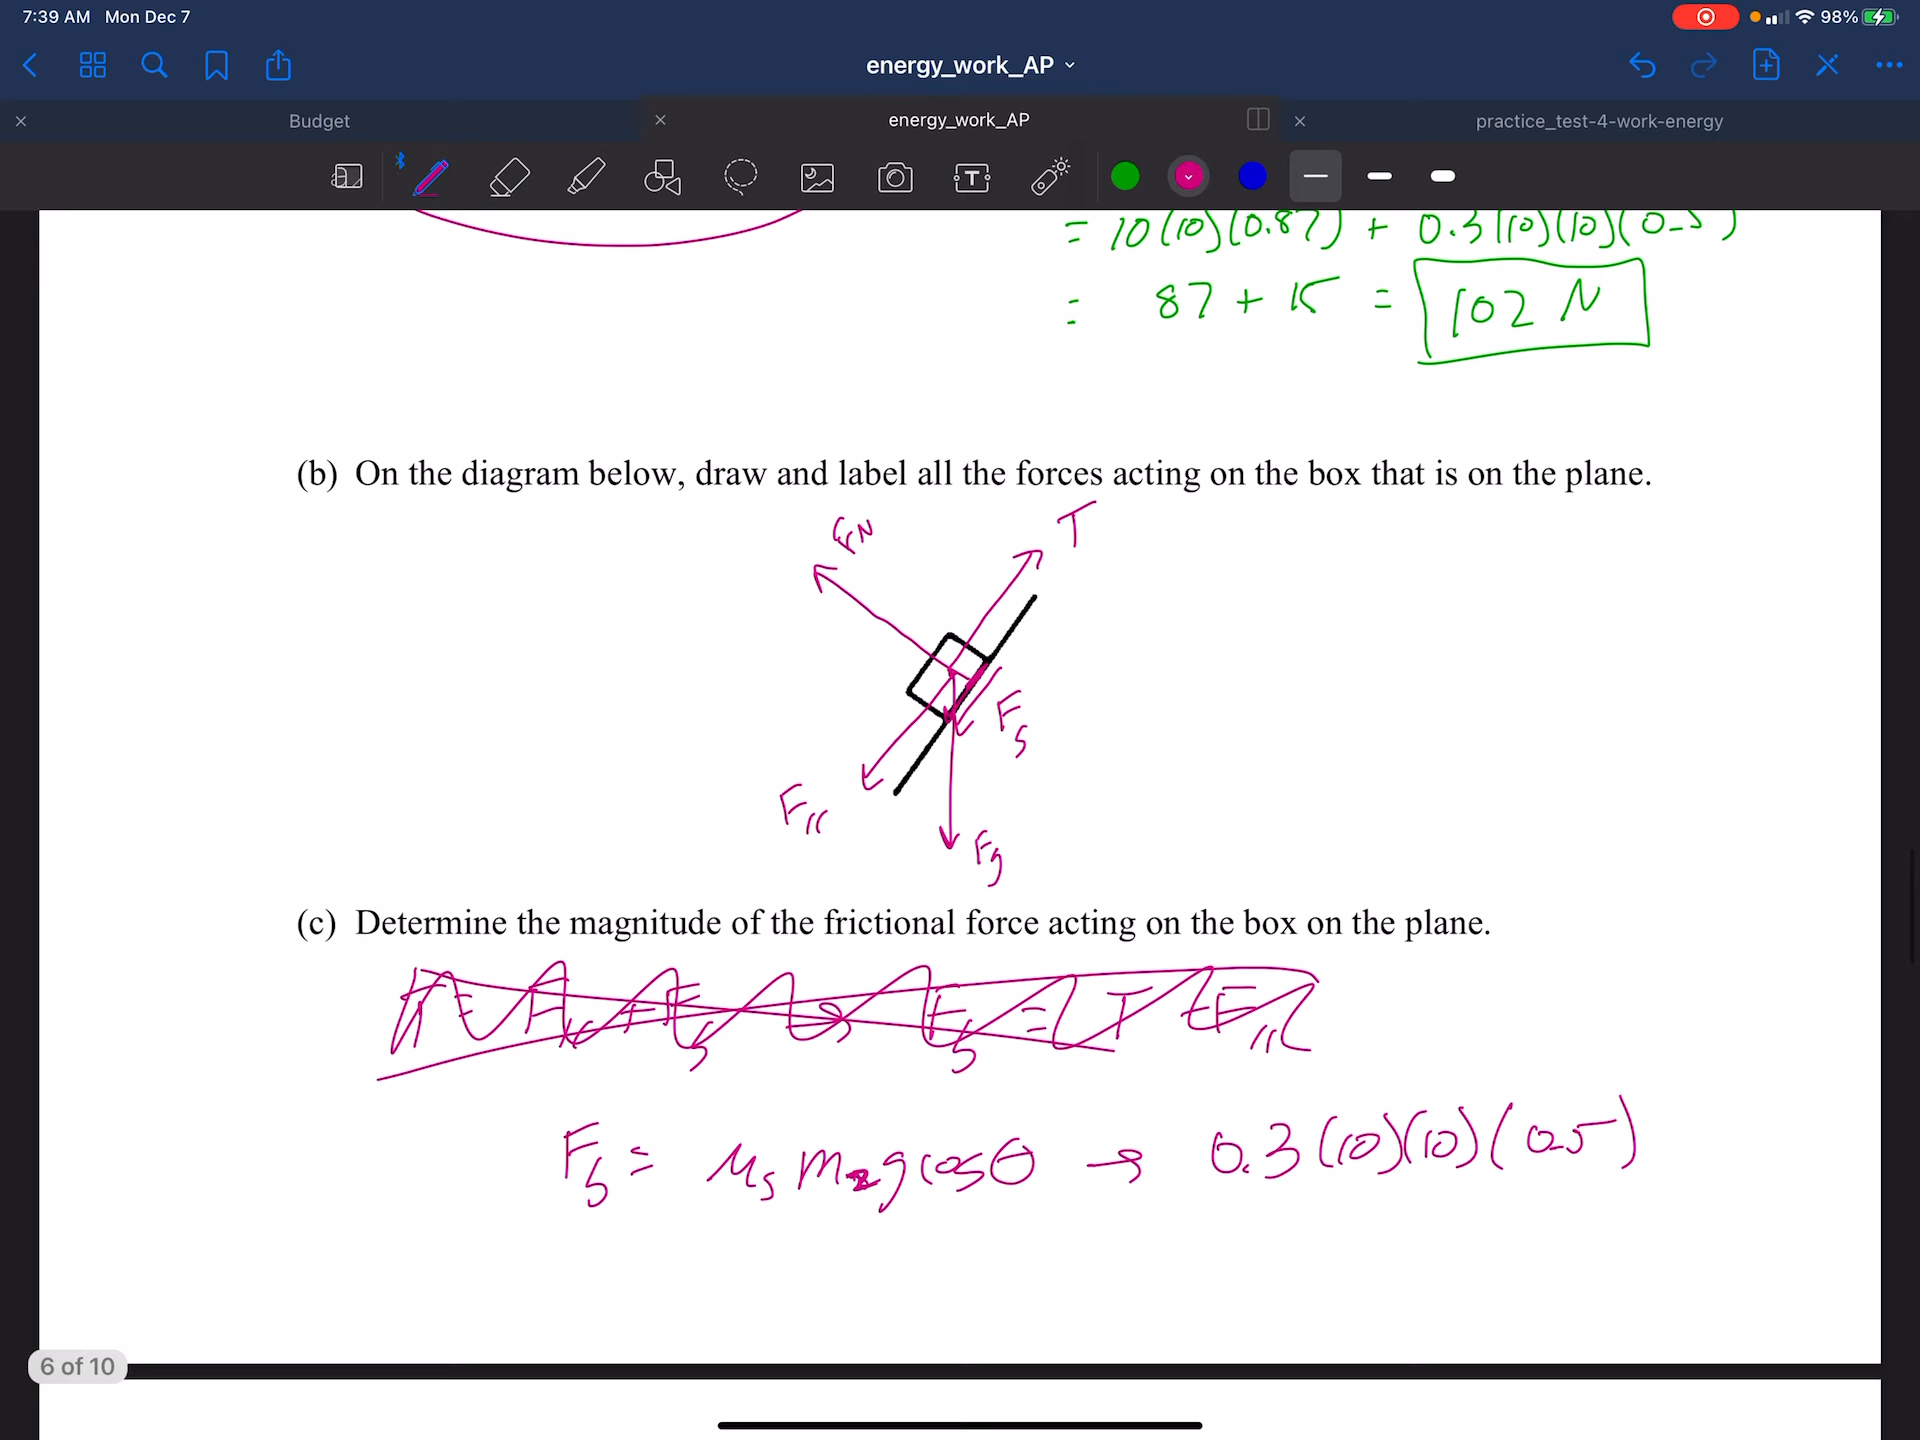 7:39 AM Mon Dec 7
98%
energy_work_AP
Budget
energy_work_AP
practice_test-4-work-energy
= 10(10)(0.87) + 0.3(10)(10)(0.5)
= 87 + 15 = 102 N
(b) On the diagram below, draw and label all the forces acting on the box that is on the plane.
FN
T
Fs
F||
Fg
(c) Determine the magnitude of the frictional force acting on the box on the plane.
Fs = T - F||
Fs = μs m2 g cosθ → 0.3(10)(10)(0.5)
6 of 10